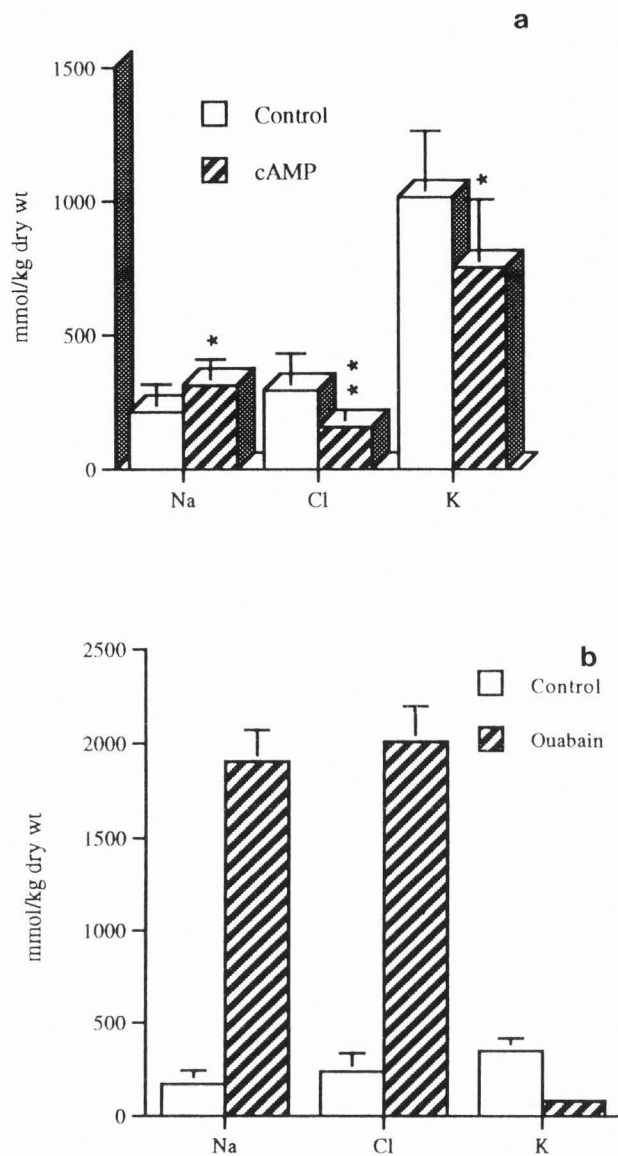 a
1500
1000
500
0
mmol/kg dry wt
Control
cAMP
*
*
*
*
Na Cl K
b
2500
2000
1500
1000
500
0
mmol/kg dry wt
Control
Ouabain
Na Cl K